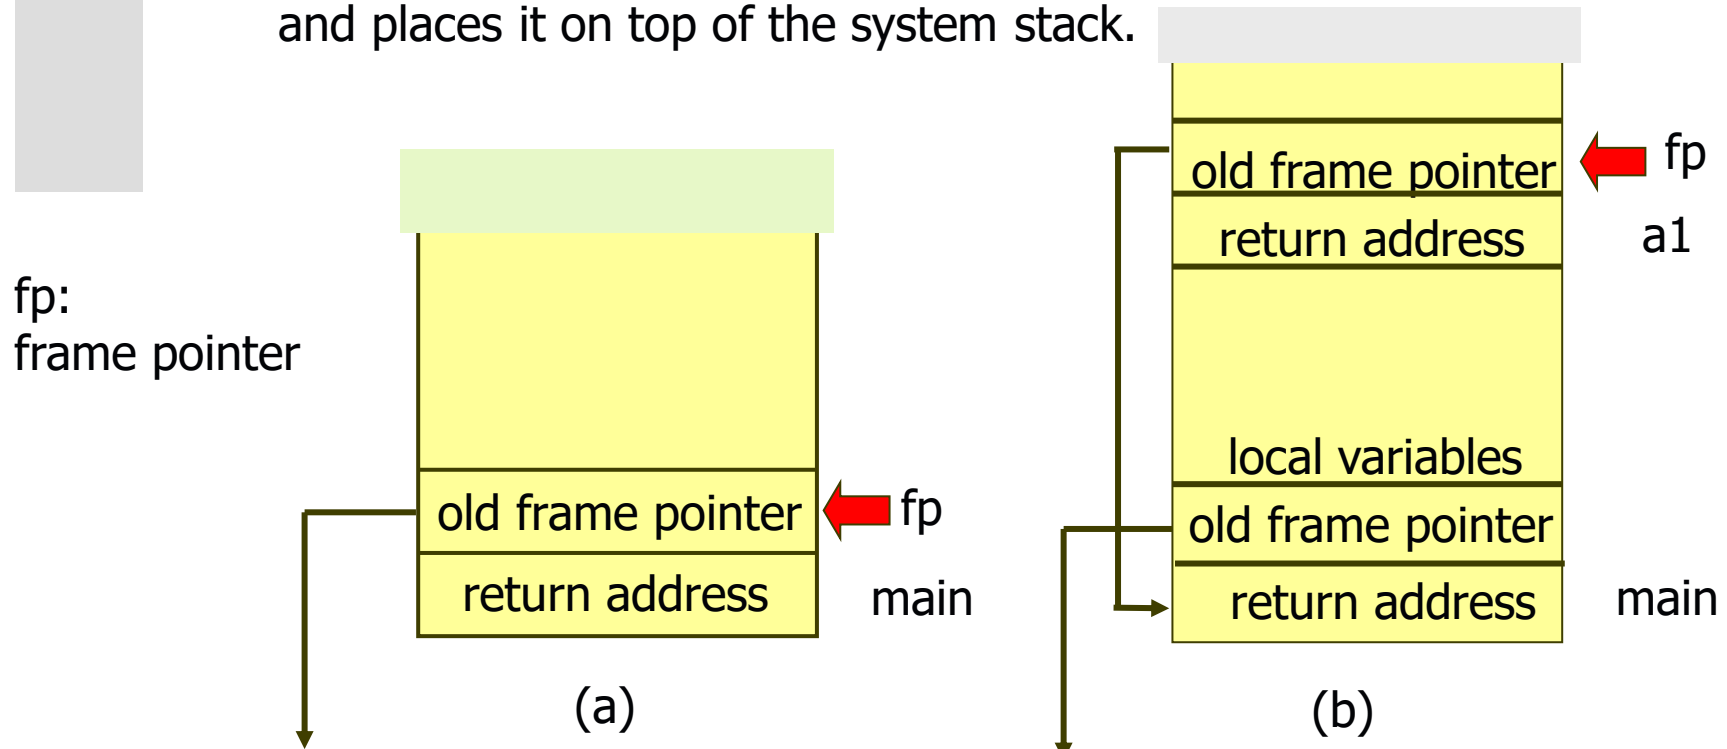 and places it on top of the system stack.
fp:
frame pointer
old frame pointer
fp
return address
main
(a)
old frame pointer
fp
return address
a1
local variables
old frame pointer
return address
main
(b)